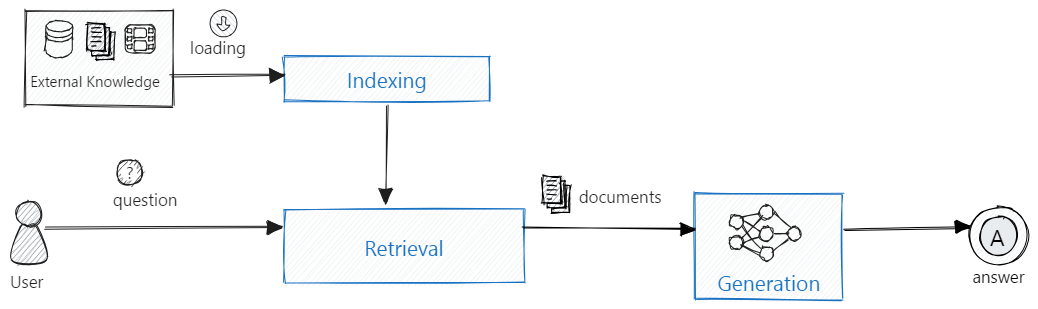 loading
External Knowledge
Indexing
?
question
documents
User
Retrieval
Generation
A
answer